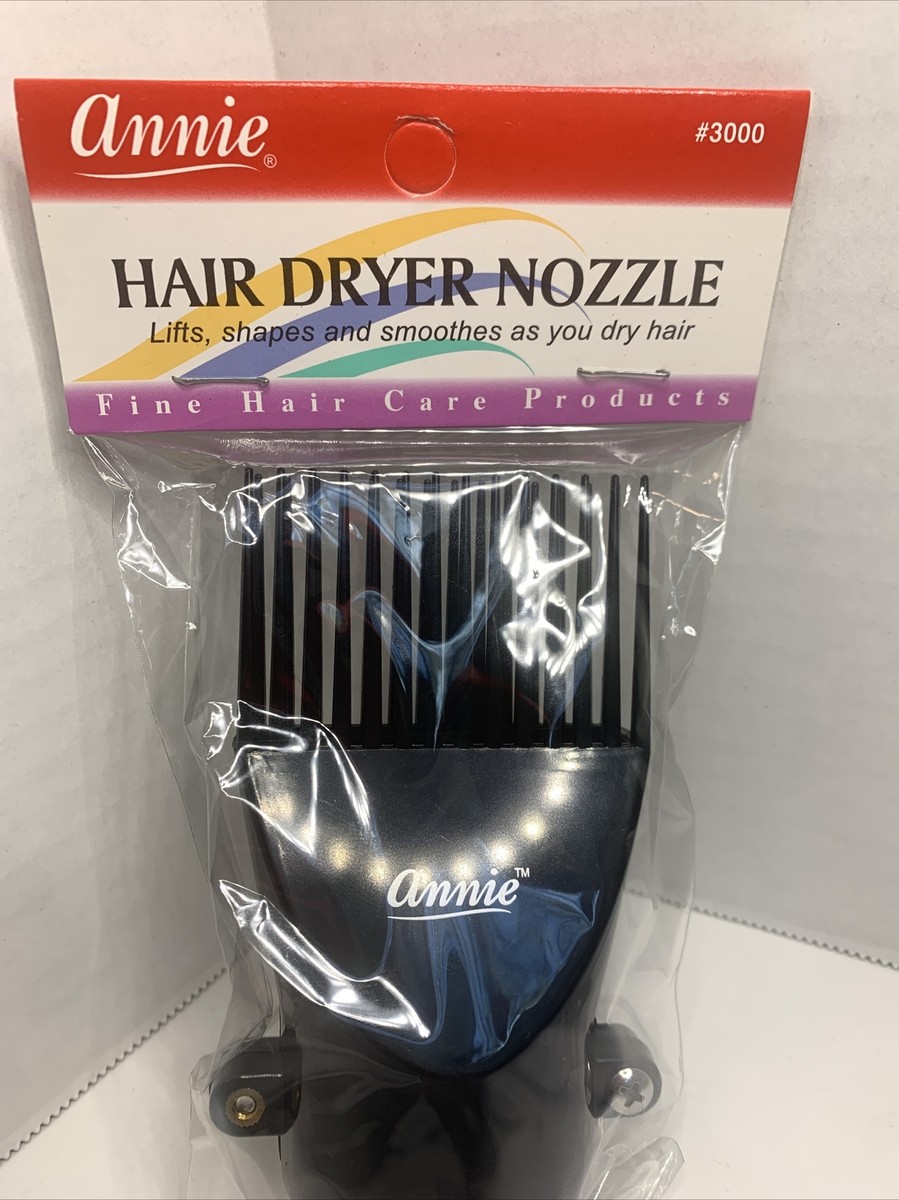 annie®
#3000
HAIR DRYER NOZZLE
Lifts, shapes and smoothes as you dry hair
Fine Hair Care Products
annie™